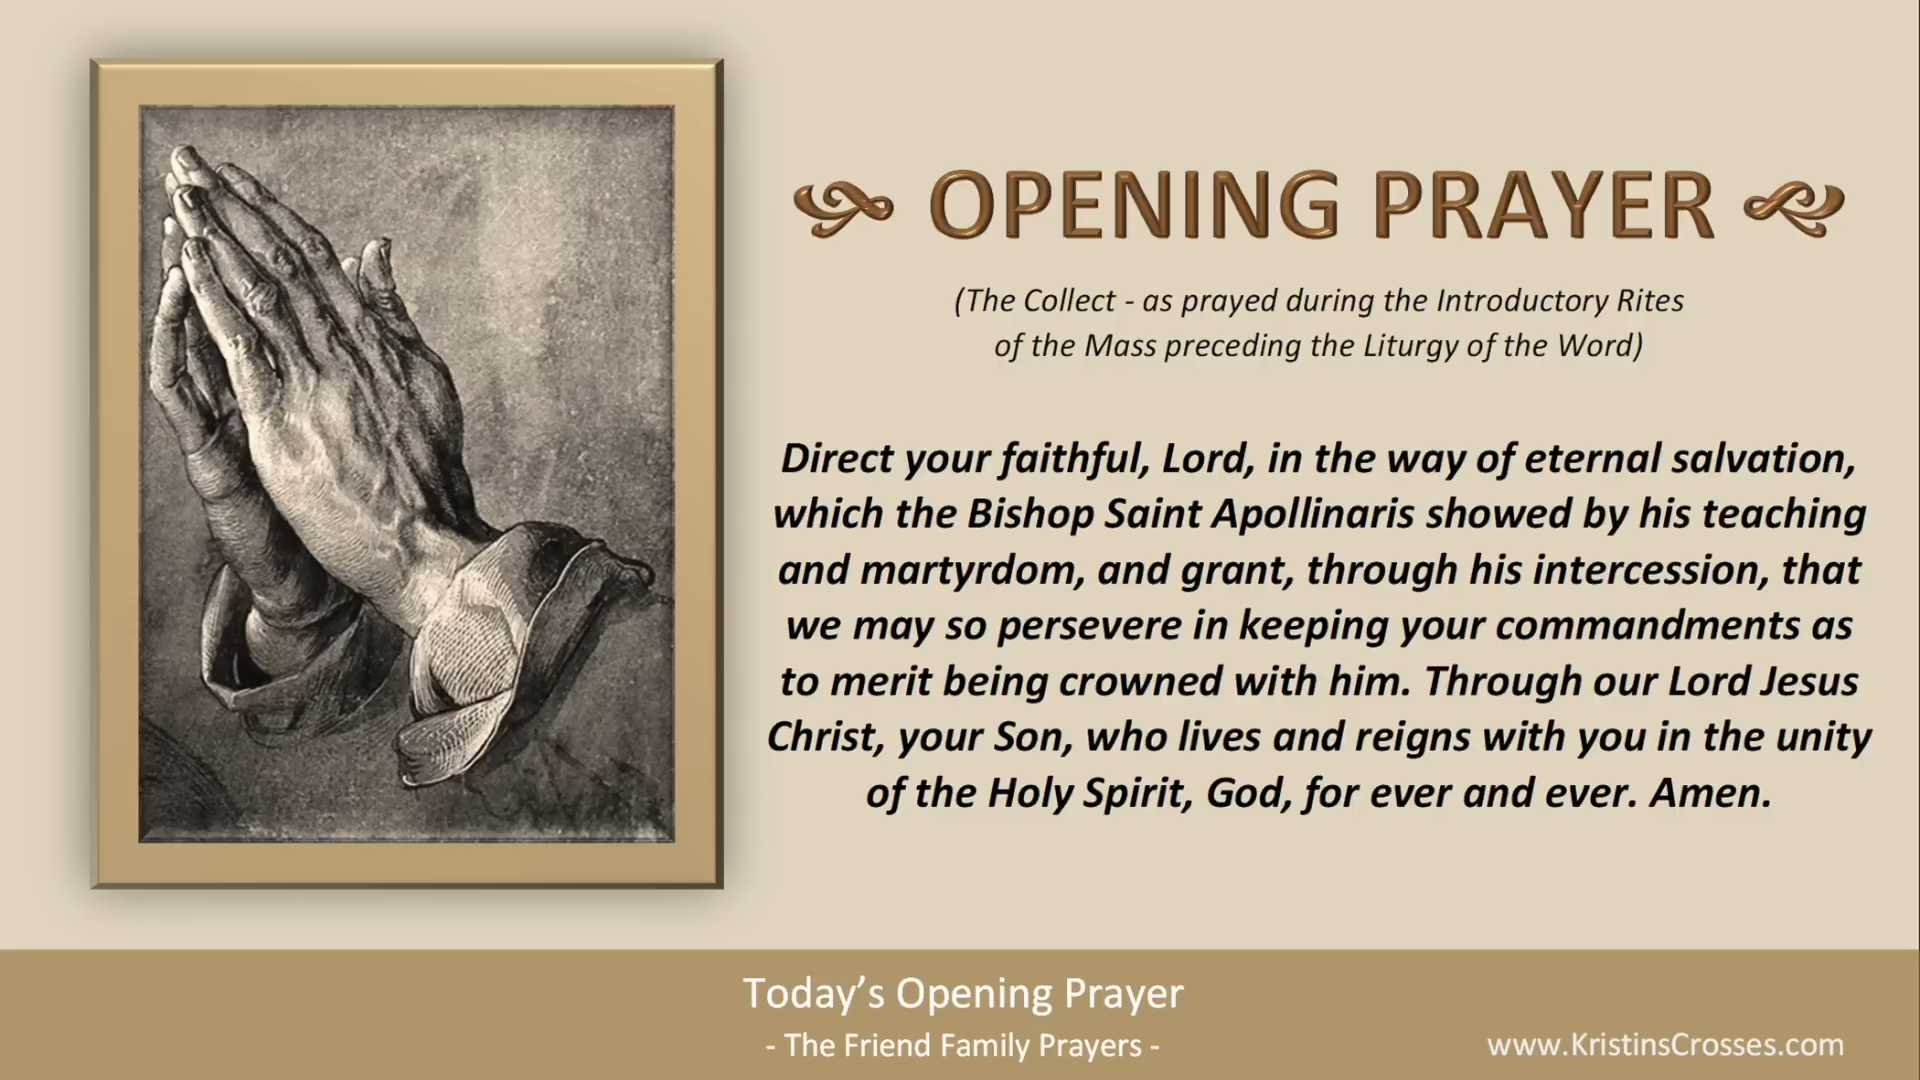 OPENING PRAYER
(The Collect - as prayed during the Introductory Rites
of the Mass preceding the Liturgy of the Word)
Direct your faithful, Lord, in the way of eternal salvation,
which the Bishop Saint Apollinaris showed by his teaching
and martyrdom, and grant, through his intercession, that
we may so persevere in keeping your commandments as
to merit being crowned with him. Through our Lord Jesus
Christ, your Son, who lives and reigns with you in the unity
of the Holy Spirit, God, for ever and ever. Amen.
Today’s Opening Prayer
- The Friend Family Prayers -
www.KristinsCrosses.com